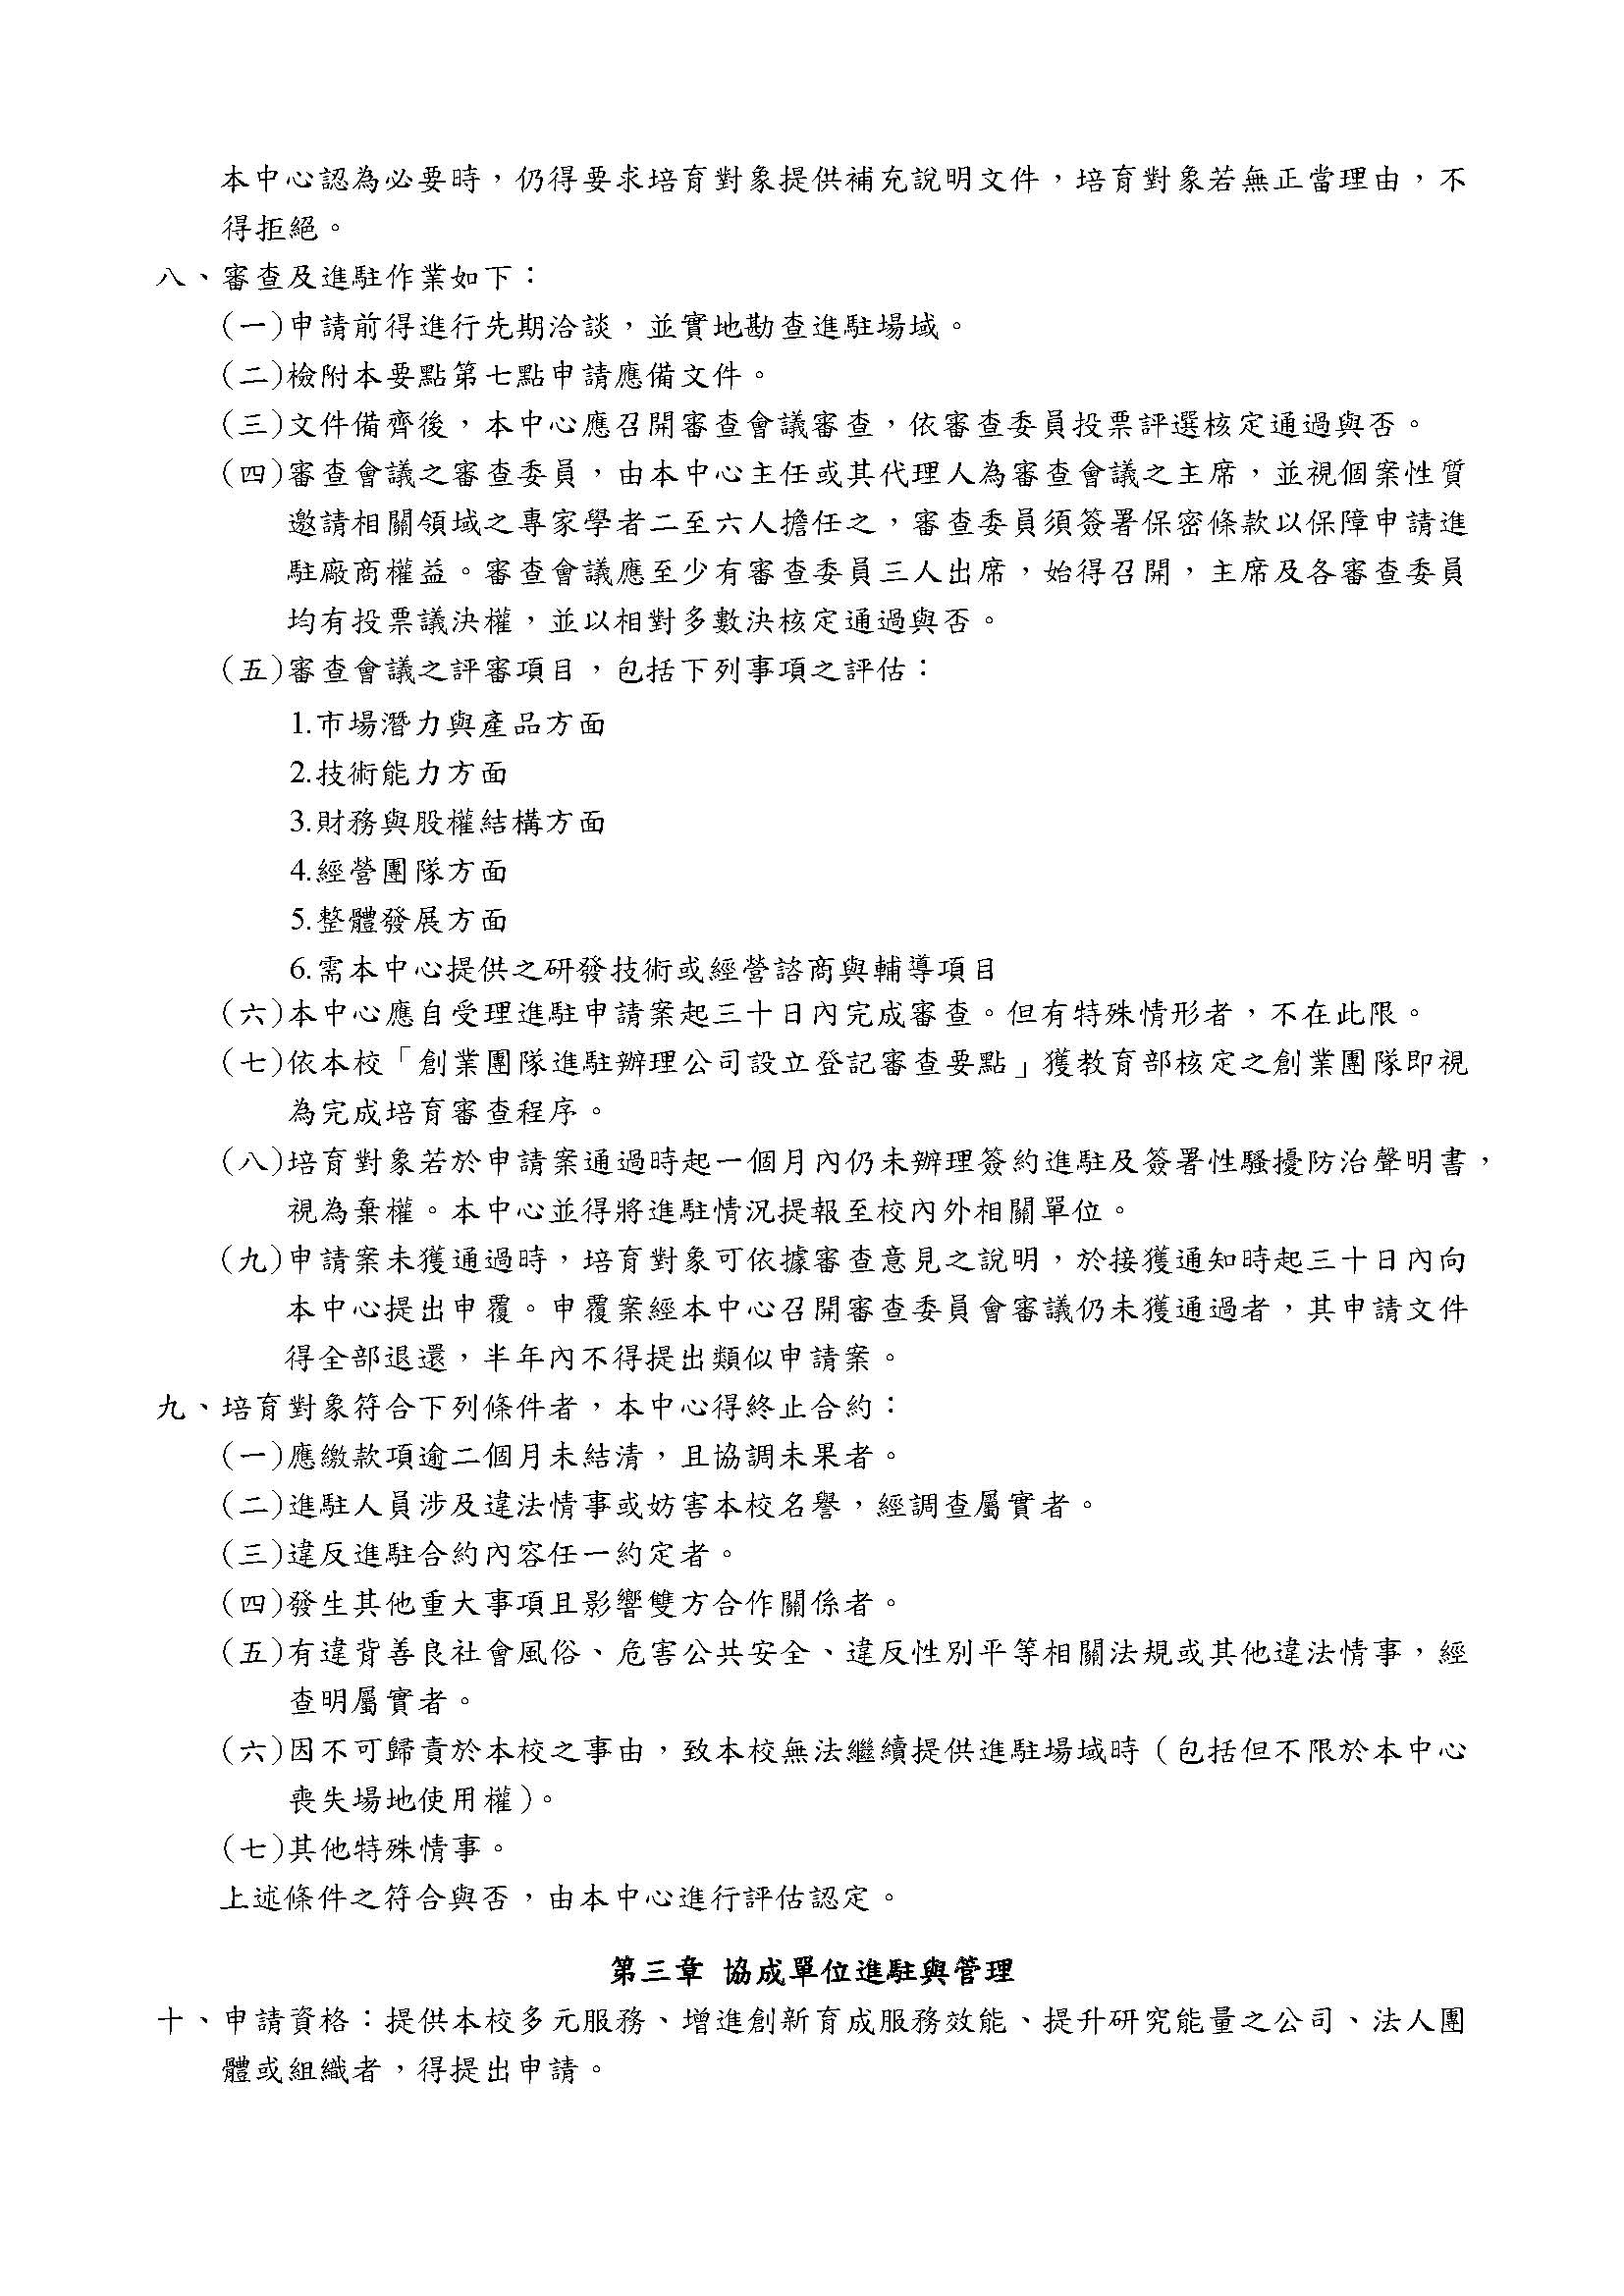 本中心認為必要時，仍得要求培育對象提供補充說明文件，培育對象若無正當理由，不
得拒絕。
八、審查及進駐作業如下：
(一)申請前得進行先期洽談，並實地勘查進駐場域。
(二)檢附本要點第七點申請應備文件。
(三)文件備齊後，本中心應召開審查會議審查，依審查委員投票評選核定通過與否。
(四)審查會議之審查委員，由本中心主任或其代理人為審查會議之主席，並視個案性質
邀請相關領域之專家學者二至六人擔任之，審查委員須簽署保密條款以保障申請進
駐廠商權益。審查會議應至少有審查委員三人出席，始得召開，主席及各審查委員
均有投票議決權，並以相對多數決核定通過與否。
(五)審查會議之評審項目，包括下列事項之評估：
1.市場潛力與產品方面
2.技術能力方面
3.財務與股權結構方面
4.經營團隊方面
5.整體發展方面
6.需本中心提供之研發技術或經營諮商與輔導項目
(六)本中心應自受理進駐申請案起三十日內完成審查。但有特殊情形者，不在此限。
(七)依本校「創業團隊進駐辦理公司設立登記審查要點」獲教育部核定之創業團隊即視
為完成培育審查程序。
(八)培育對象若於申請案通過時起一個月內仍未辦理簽約進駐及簽署性騷擾防治聲明書，
視為棄權。本中心並得將進駐情況提報至校內外相關單位。
(九)申請案未獲通過時，培育對象可依據審查意見之說明，於接獲通知時起三十日內向
本中心提出申覆。申覆案經本中心召開審查委員會審議仍未獲通過者，其申請文件
得全部退還，半年內不得提出類似申請案。
九、培育對象符合下列條件者，本中心得終止合約：
(一)應繳款項逾二個月未結清，且協調未果者。
(二)進駐人員涉及違法情事或妨害本校名譽，經調查屬實者。
(三)違反進駐合約內容任一約定者。
(四)發生其他重大事項且影響雙方合作關係者。
(五)有違背善良社會風俗、危害公共安全、違反性別平等相關法規或其他違法情事，經
查明屬實者。
(六)因不可歸責於本校之事由，致本校無法繼續提供進駐場域時（包括但不限於本中心
喪失場地使用權）。
(七)其他特殊情事。
上述條件之符合與否，由本中心進行評估認定。
第三章 協成單位進駐與管理
十、申請資格：提供本校多元服務、增進創新育成服務效能、提升研究能量之公司、法人團
體或組織者，得提出申請。